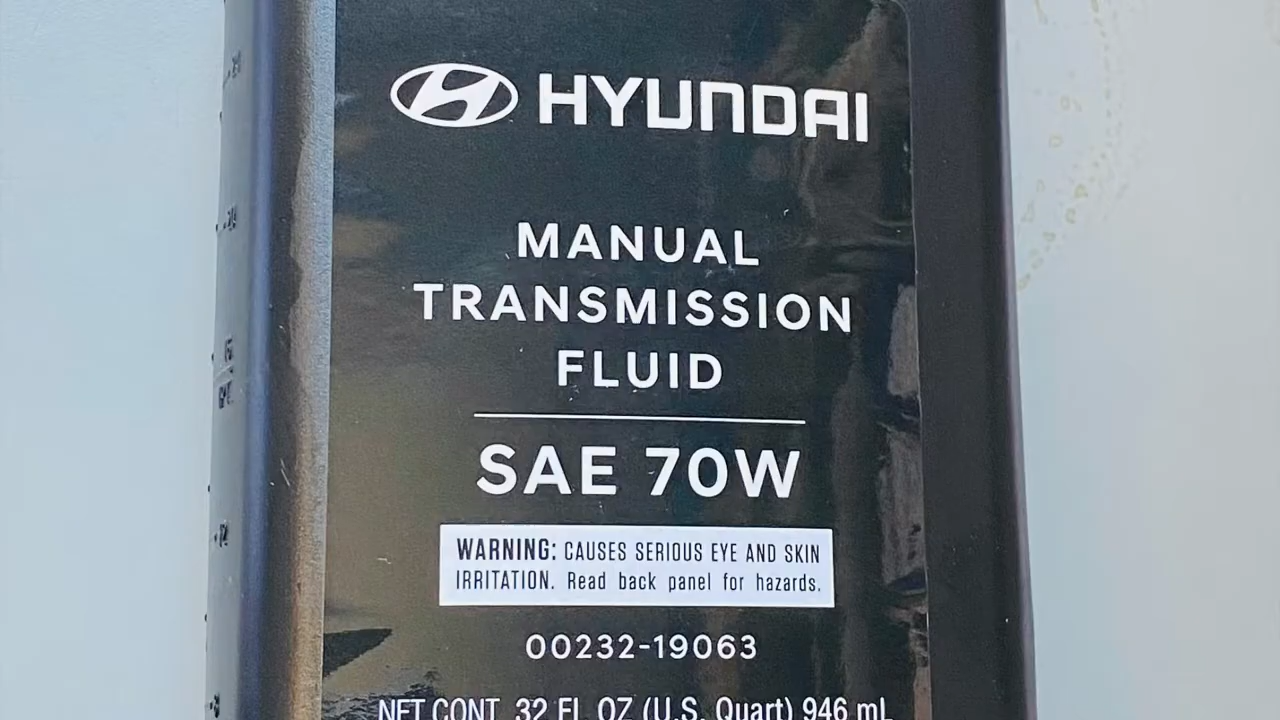 HYUNDAI
MANUAL
TRANSMISSION
FLUID
SAE 70W
WARNING: CAUSES SERIOUS EYE AND SKIN
IRRITATION. Read back panel for hazards.
00232-19063
NET CONT. 32 FL OZ (U.S. Quart) 946 mL